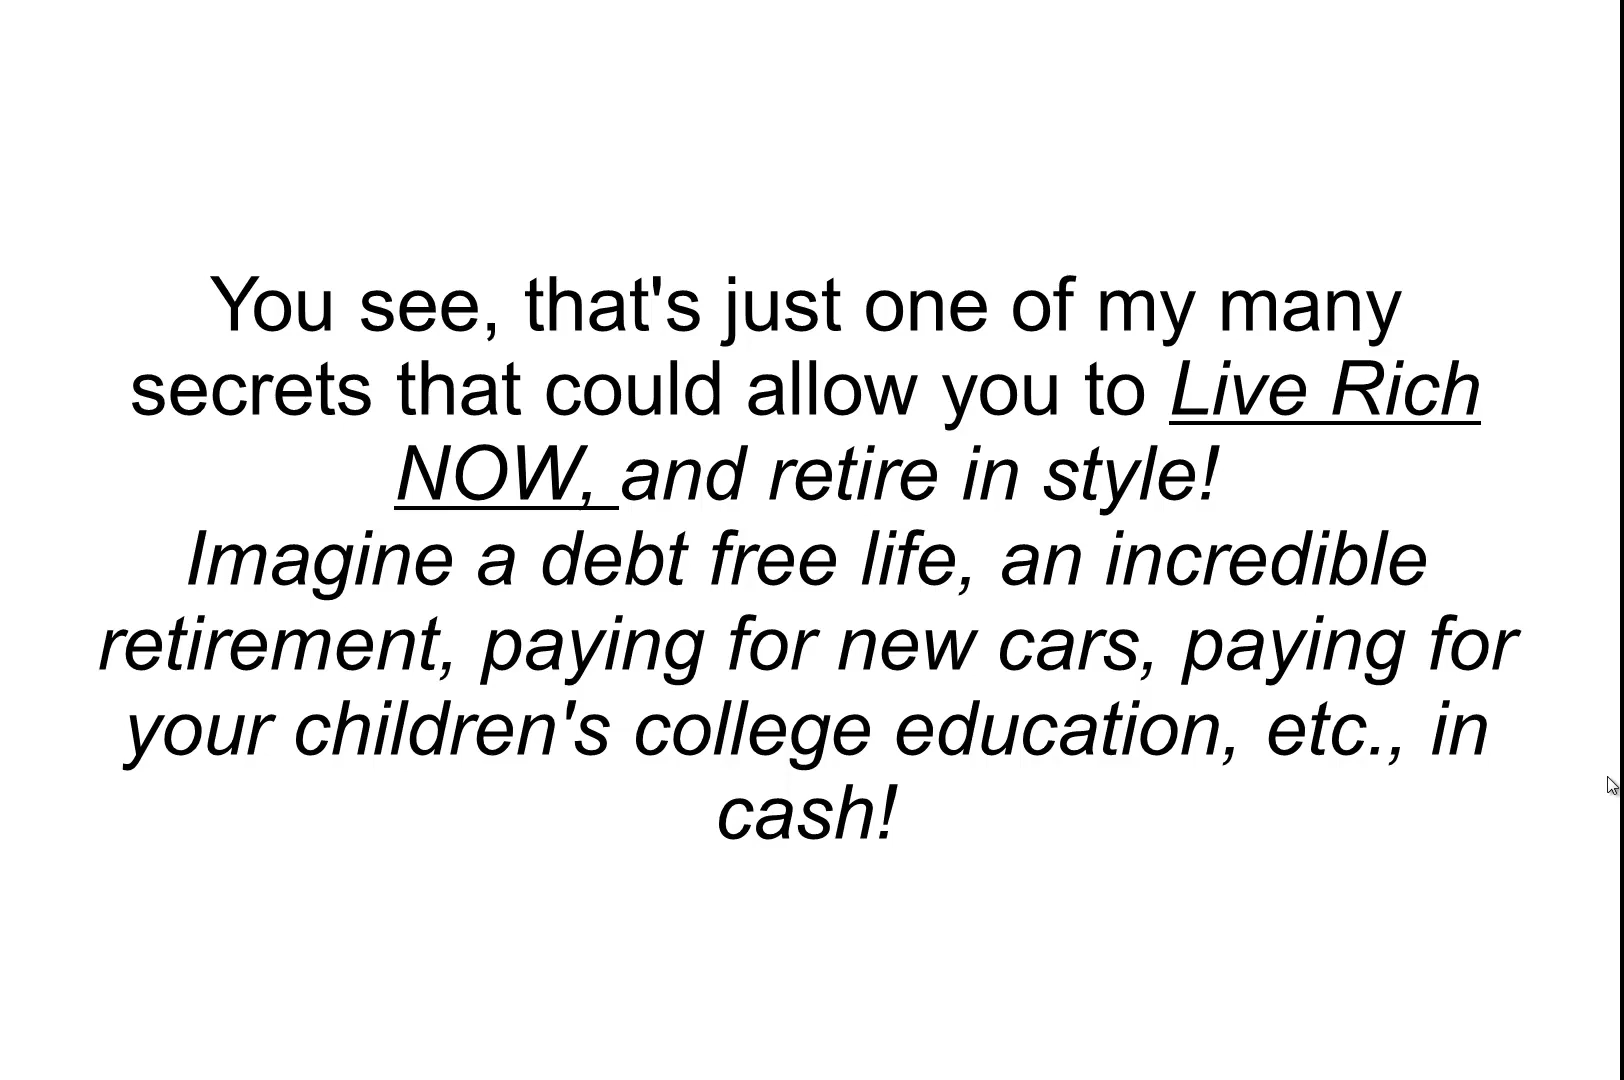 You see, that's just one of my many
secrets that could allow you to Live Rich
NOW, and retire in style!
Imagine a debt free life, an incredible
retirement, paying for new cars, paying for
your children's college education, etc., in
cash!